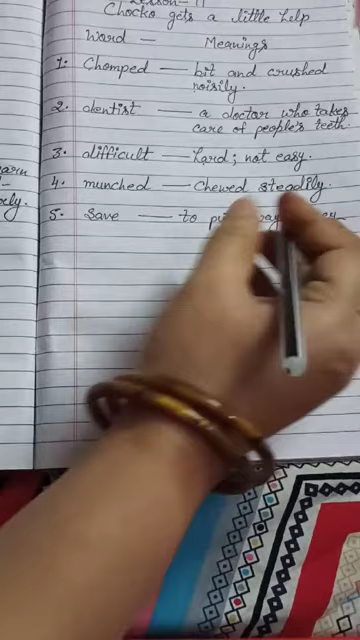 Chocko gets a little help
Word — Meanings
1. Chomped — bit and crushed
noisily.
2. dentist — a doctor who takes
care of people's teeth.
3. difficult — hard; not easy.
4. munched — Chewed steadily.
5. Save — to